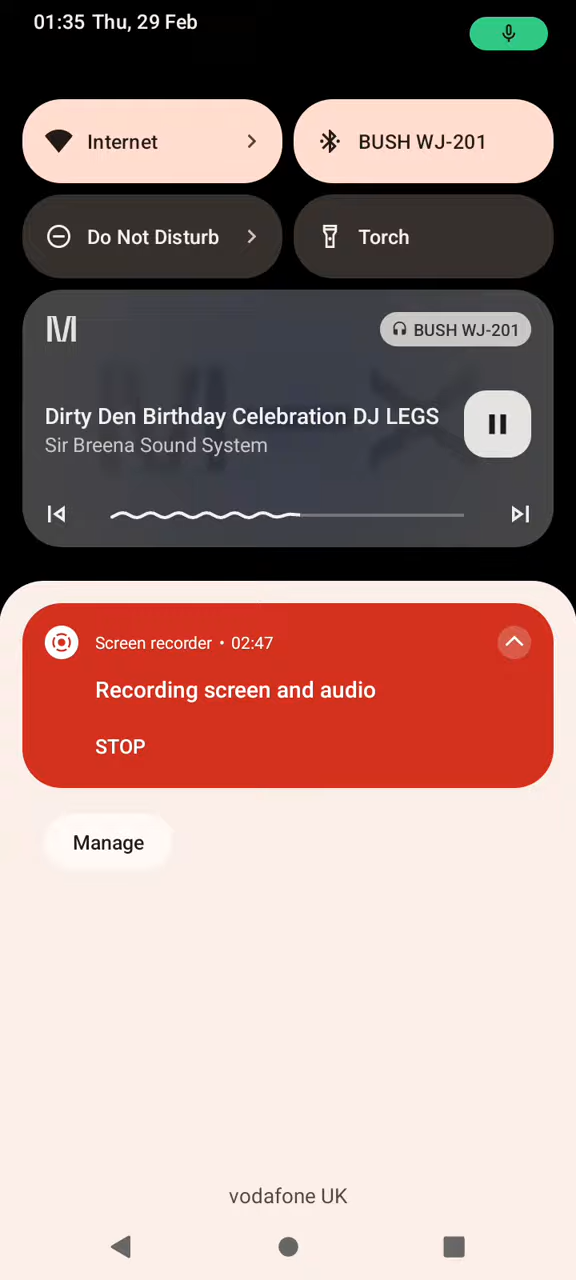 01:35 Thu, 29 Feb
Internet
BUSH WJ-201
Do Not Disturb
Torch
BUSH WJ-201
Dirty Den Birthday Celebration DJ LEGS
Sir Breena Sound System
Screen recorder • 02:47
Recording screen and audio
STOP
Manage
vodafone UK